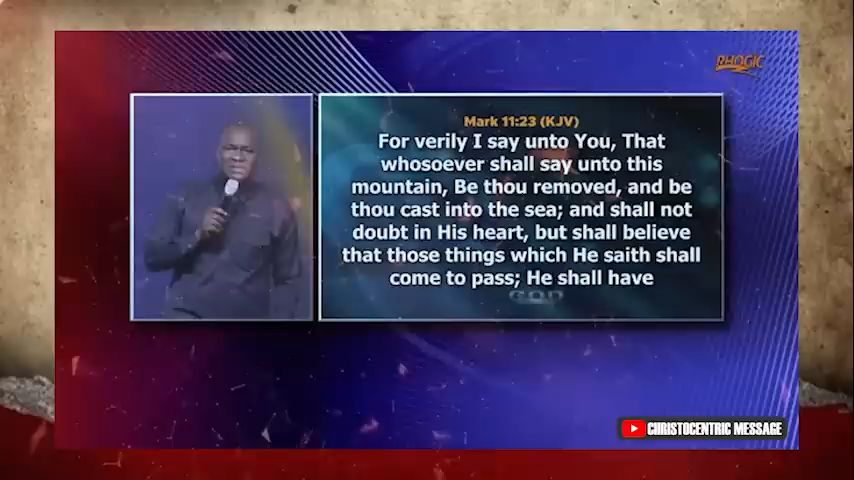 RHOGIC
Mark 11:23 (KJV)
For verily I say unto You, That
whosoever shall say unto this
mountain, Be thou removed, and be
thou cast into the sea; and shall not
doubt in His heart, but shall believe
that those things which He saith shall
come to pass; He shall have
GOD
CHRISTOCENTRIC MESSAGE